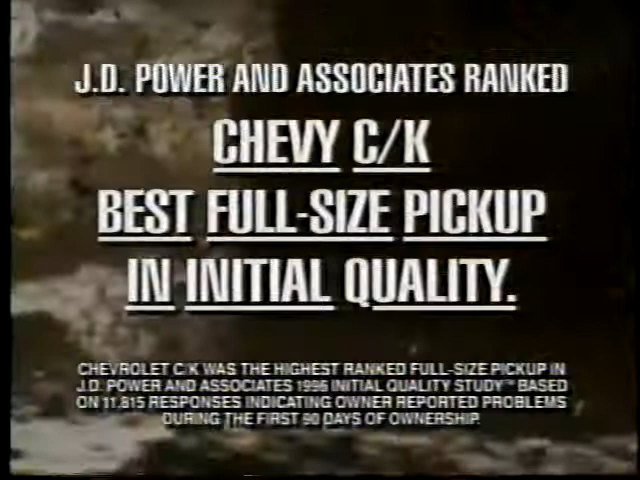 J.D. POWER AND ASSOCIATES RANKED
CHEVY C/K
BEST FULL-SIZE PICKUP
IN INITIAL QUALITY.
CHEVROLET C/K WAS THE HIGHEST RANKED FULL-SIZE PICKUP IN
J.D. POWER AND ASSOCIATES 1996 INITIAL QUALITY STUDY™ BASED
ON 11,815 RESPONSES INDICATING OWNER REPORTED PROBLEMS
DURING THE FIRST 90 DAYS OF OWNERSHIP.